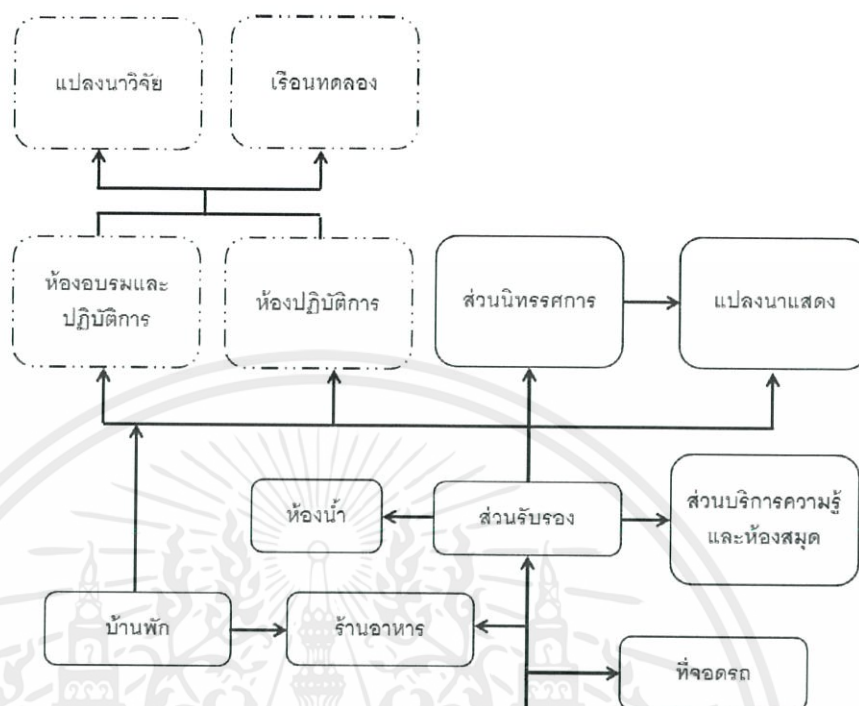 แปลงนาวิจัย
เรือนทดลอง
ห้องอบรมและ
ปฏิบัติการ
ห้องปฏิบัติการ
ส่วนนิทรรศการ
แปลงนาแสดง
ห้องน้ำ
ส่วนรับรอง
ส่วนบริการความรู้
และห้องสมุด
บ้านพัก
ร้านอาหาร
ที่จอดรถ